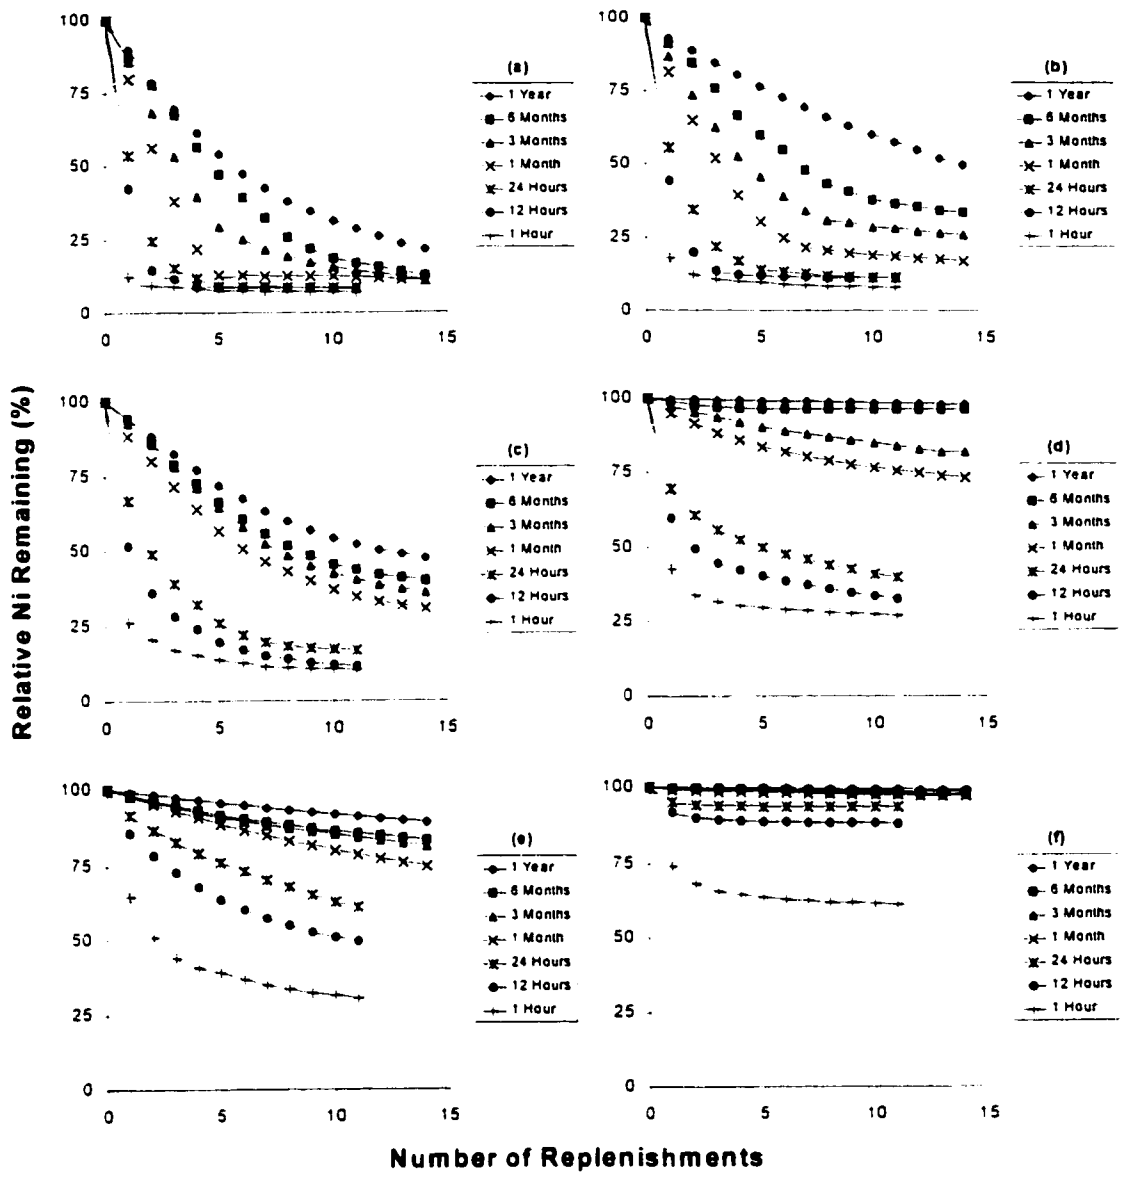 Relative Ni Remaining (%)
(a)
100
75
50
25
0
0 5 10 15
1 Year
6 Months
3 Months
1 Month
24 Hours
12 Hours
1 Hour
(b)
100
75
50
25
0
0 5 10 15
1 Year
6 Months
3 Months
1 Month
24 Hours
12 Hours
1 Hour
(c)
100
75
50
25
0
0 5 10 15
1 Year
6 Months
3 Months
1 Month
24 Hours
12 Hours
1 Hour
(d)
100
75
50
25
0
0 5 10 15
1 Year
6 Months
3 Months
1 Month
24 Hours
12 Hours
1 Hour
(e)
100
75
50
25
0
0 5 10 15
1 Year
6 Months
3 Months
1 Month
24 Hours
12 Hours
1 Hour
(f)
100
75
50
25
0
0 5 10 15
1 Year
6 Months
3 Months
1 Month
24 Hours
12 Hours
1 Hour
Number of Replenishments